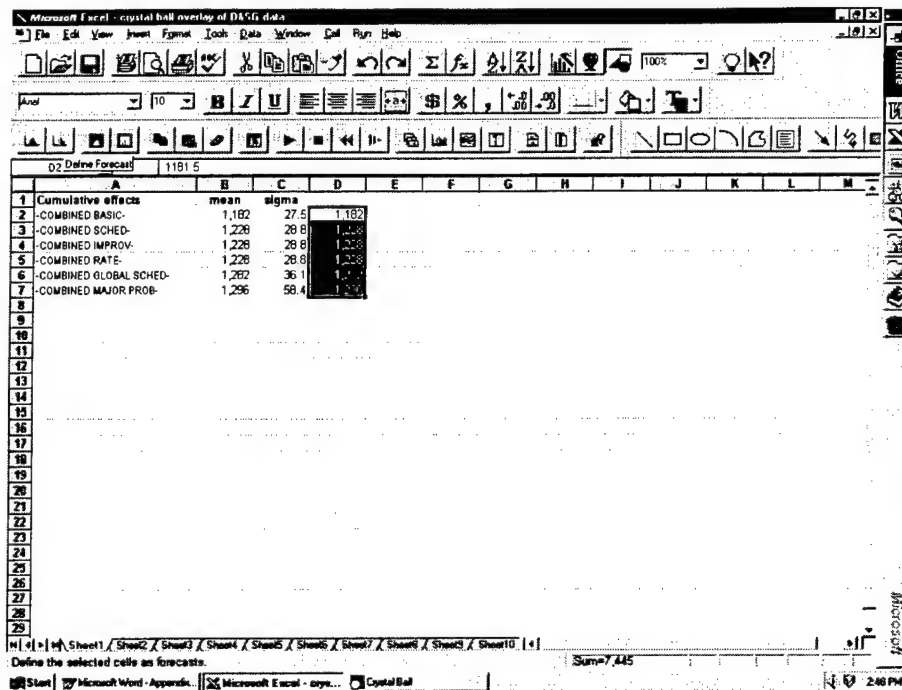 Microsoft Excel - crystal ball overlay of DASG data
File Edit View Insert Format Tools Data Window Cell Run Help
100%
Arial 10 B I U $ % ,
D2 Define Forecast 1181.5
A B C D E F G H I J K L M
1 Cumulative effects mean sigma
2 -COMBINED BASIC- 1,182 27.5 1,182
3 -COMBINED SCHED- 1,228 28.8 1,228
4 -COMBINED IMPROV- 1,228 28.8 1,228
5 -COMBINED RATE- 1,228 28.8 1,228
6 -COMBINED GLOBAL SCHED- 1,282 36.1
7 -COMBINED MAJOR PROB- 1,296 58.4
8
9
10
11
12
13
14
15
16
17
18
19
20
21
22
23
24
25
26
27
28
29
Sheet1 Sheet2 Sheet3 Sheet4 Sheet5 Sheet6 Sheet7 Sheet8 Sheet9 Sheet10
Define the selected cells as forecasts. Sum=7,445
Start Microsoft Word - Appendix... Microsoft Excel - crys... Crystal Ball 2:48 PM
Office
Microsoft